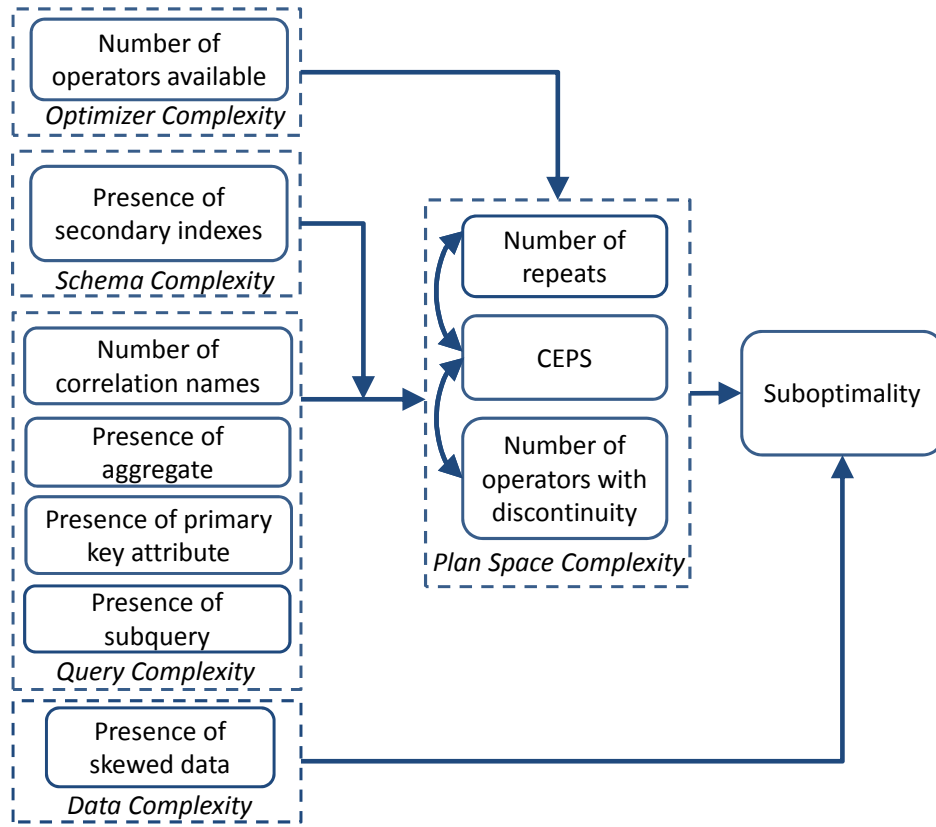 Number of
operators available
Optimizer Complexity
Presence of
secondary indexes
Schema Complexity
Number of
correlation names
Presence of
aggregate
Presence of primary
key attribute
Presence of
subquery
Query Complexity
Presence of
skewed data
Data Complexity
Number of
repeats
CEPS
Number of
operators with
discontinuity
Plan Space Complexity
Suboptimality